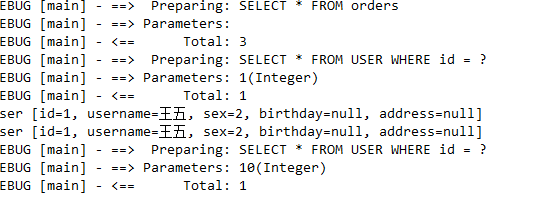 EBUG [main] - ==>  Preparing: SELECT * FROM orders
EBUG [main] - ==> Parameters:
EBUG [main] - <==      Total: 3
EBUG [main] - ==>  Preparing: SELECT * FROM USER WHERE id = ?
EBUG [main] - ==> Parameters: 1(Integer)
EBUG [main] - <==      Total: 1
ser [id=1, username=王五, sex=2, birthday=null, address=null]
ser [id=1, username=王五, sex=2, birthday=null, address=null]
EBUG [main] - ==>  Preparing: SELECT * FROM USER WHERE id = ?
EBUG [main] - ==> Parameters: 10(Integer)
EBUG [main] - <==      Total: 1